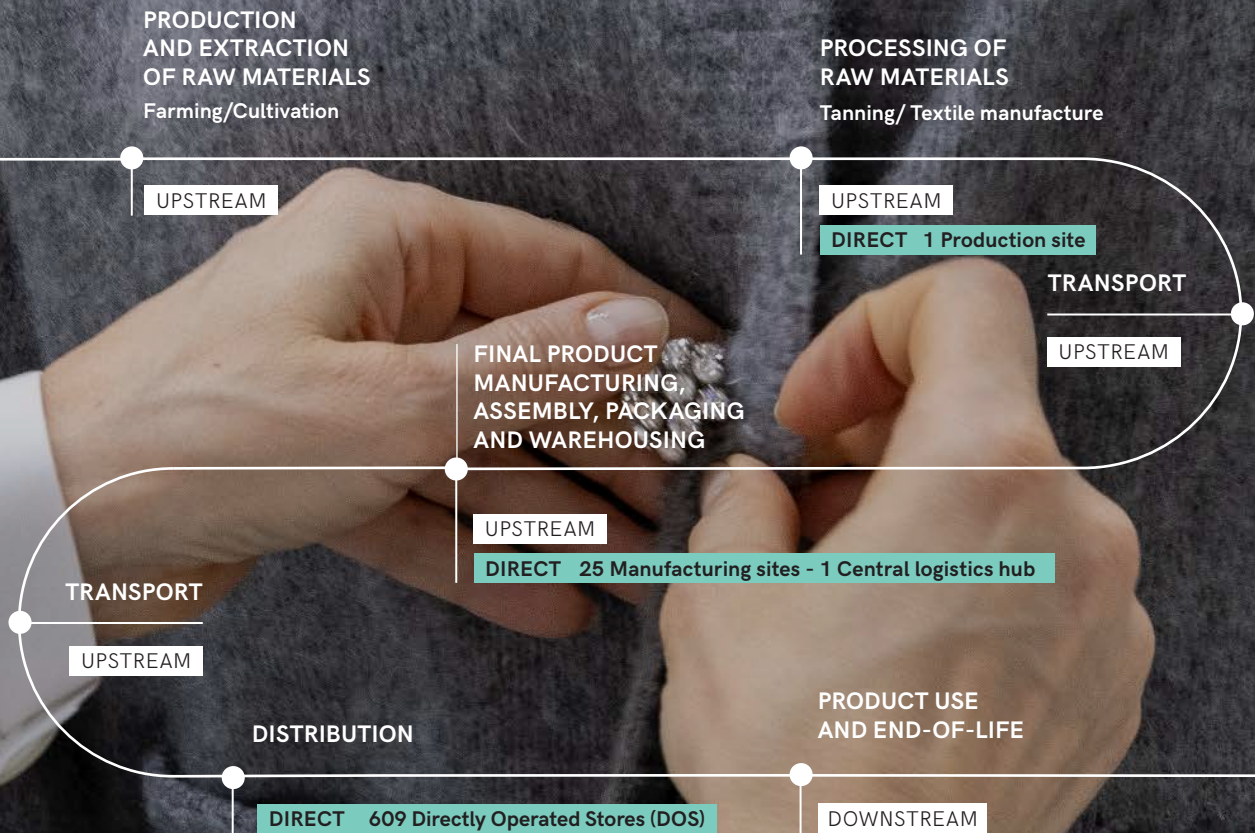 PRODUCTION
AND EXTRACTION
OF RAW MATERIALS
Farming/Cultivation
UPSTREAM
PROCESSING OF
RAW MATERIALS
Tanning/ Textile manufacture
UPSTREAM
DIRECT 1 Production site
TRANSPORT
UPSTREAM
FINAL PRODUCT
MANUFACTURING,
ASSEMBLY, PACKAGING
AND WAREHOUSING
UPSTREAM
DIRECT 25 Manufacturing sites - 1 Central logistics hub
TRANSPORT
UPSTREAM
DISTRIBUTION
DIRECT 609 Directly Operated Stores (DOS)
PRODUCT USE
AND END-OF-LIFE
DOWNSTREAM